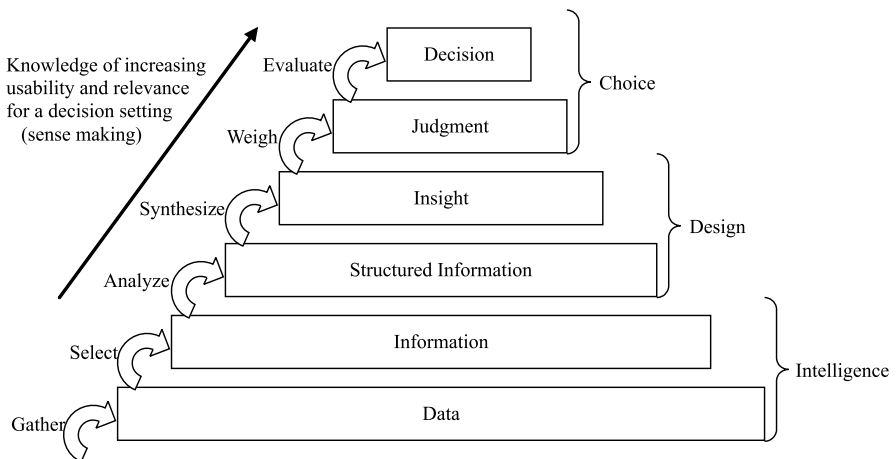 Knowledge of increasing
usability and relevance
for a decision setting
(sense making)
Evaluate
Decision
Choice
Weigh
Judgment
Synthesize
Insight
Design
Analyze
Structured Information
Select
Information
Intelligence
Gather
Data